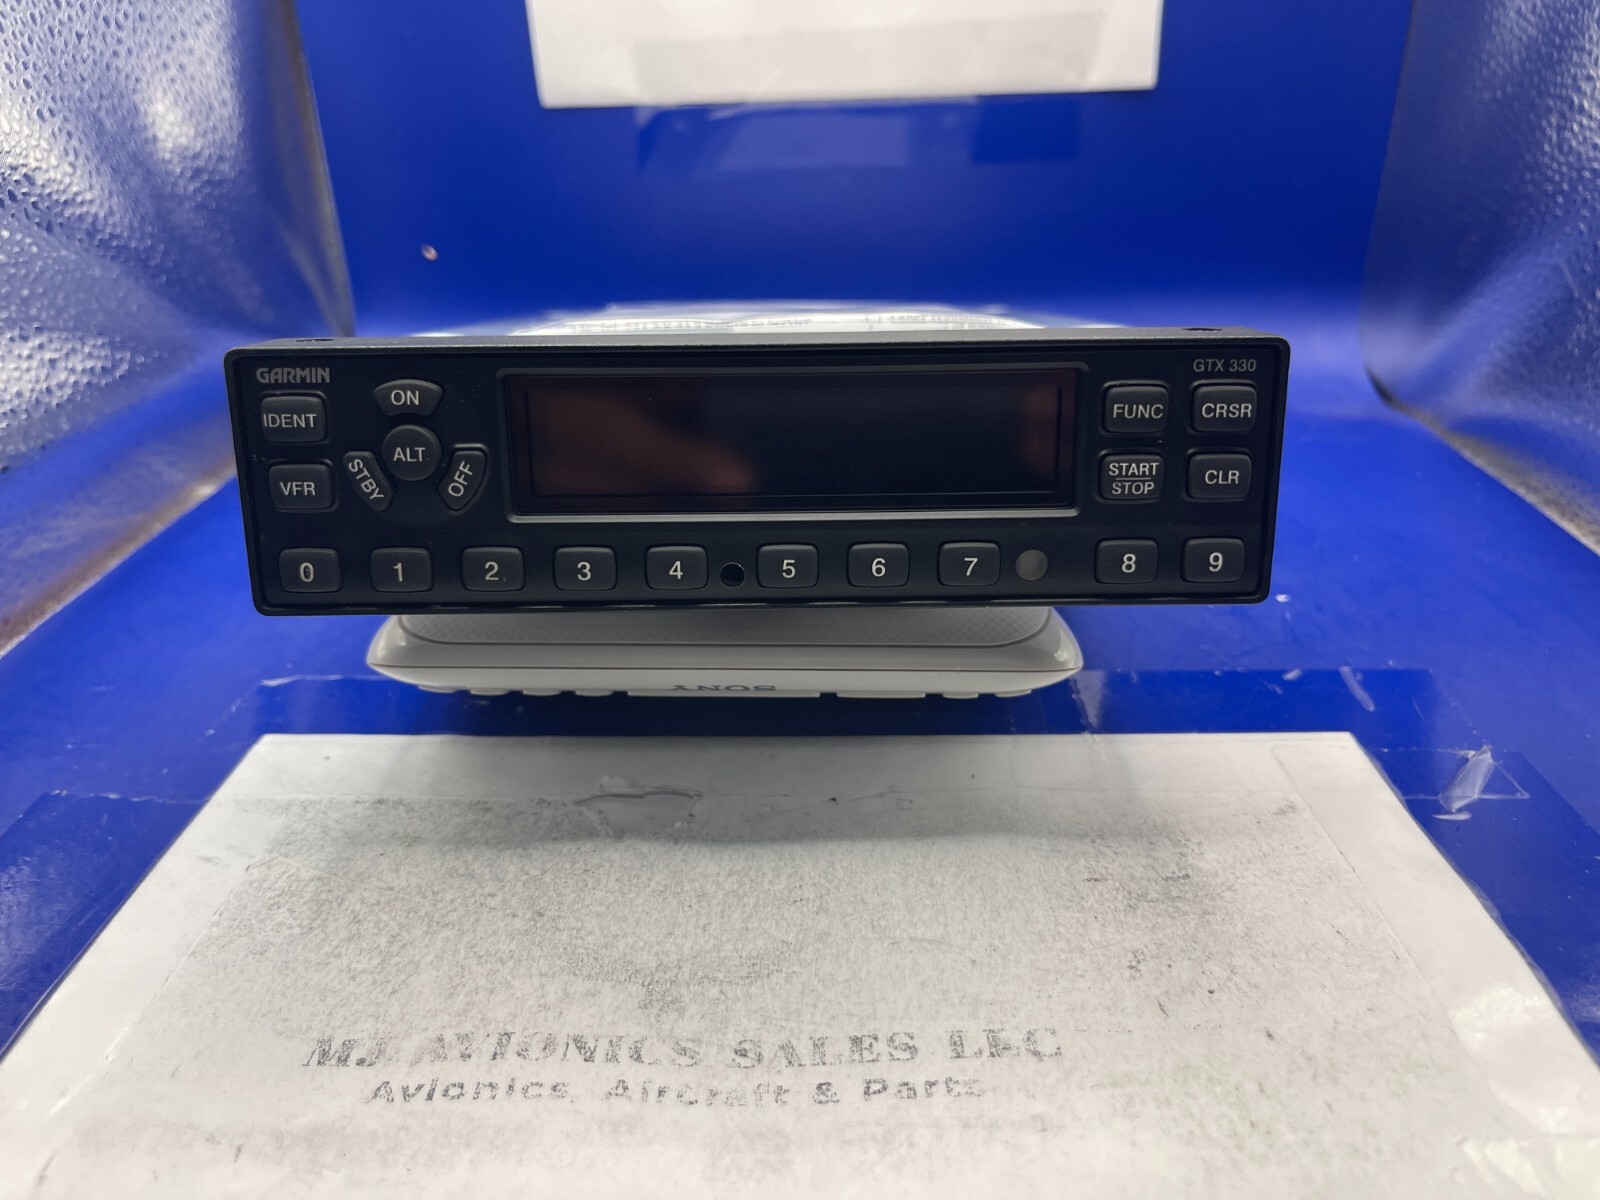 GARMIN
GTX 330
IDENT
ON
FUNC
CRSR
ALT
VFR
STBY
OFF
START
STOP
CLR
0 1 2 3 4 5 6 7 8 9
SONY
MJ AVIONICS SALES LLC
Avionics, Aircraft & Parts